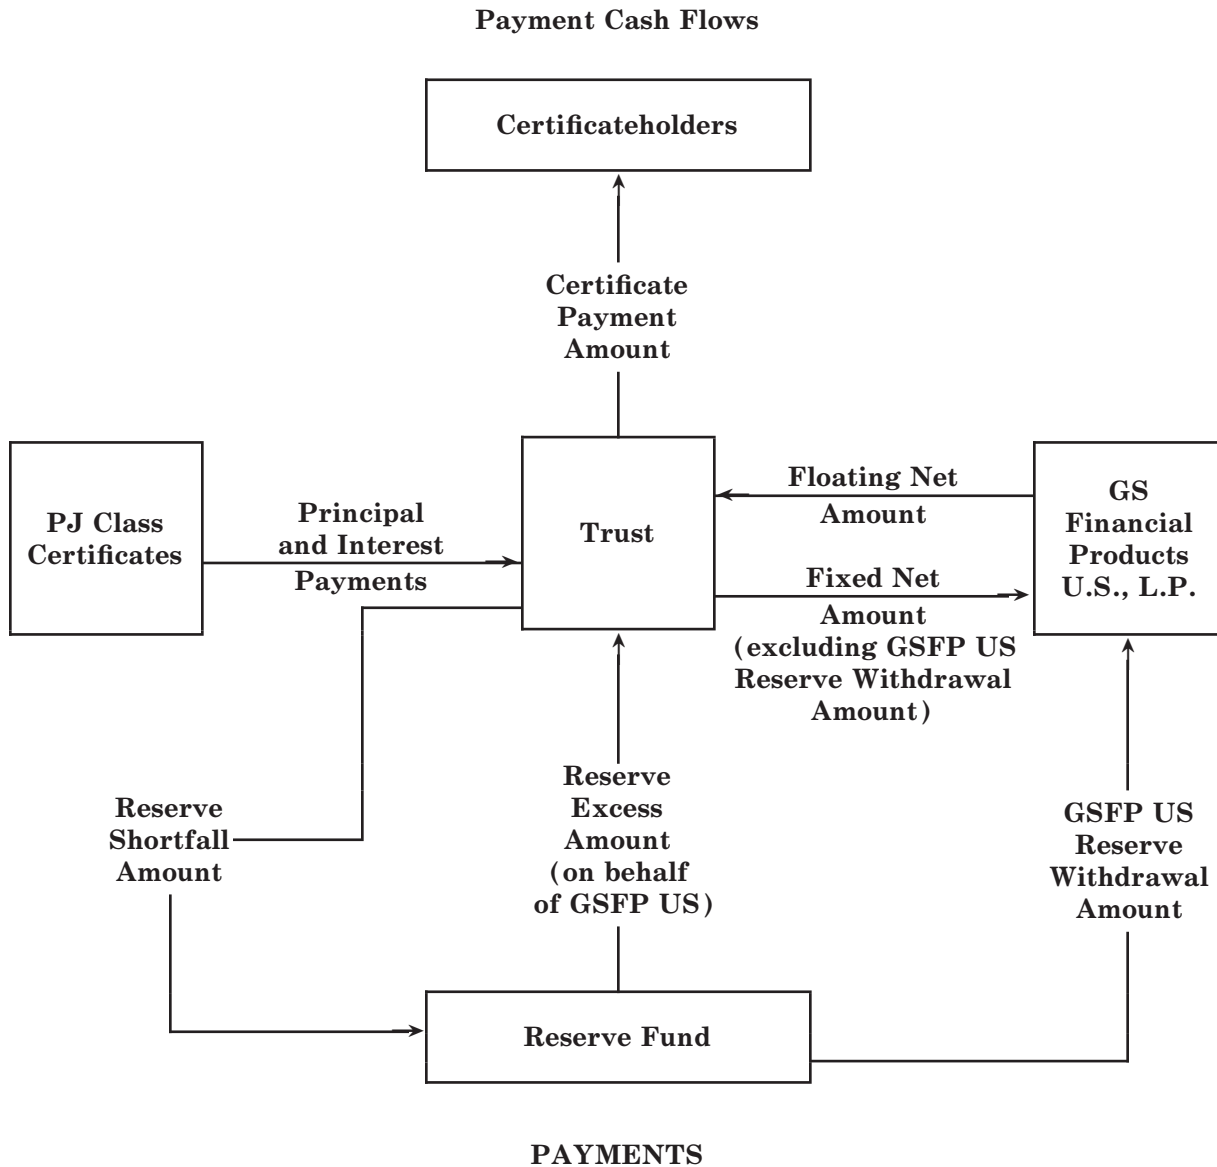 Payment Cash Flows
Certificateholders
Certificate
Payment
Amount
PJ Class
Certificates
Principal
and Interest
Payments
Trust
Floating Net
Amount
Fixed Net
Amount
(excluding GSFP US
Reserve Withdrawal
Amount)
GS
Financial
Products
U.S., L.P.
Reserve
Shortfall
Amount
Reserve
Excess
Amount
(on behalf
of GSFP US)
GSFP US
Reserve
Withdrawal
Amount
Reserve Fund
PAYMENTS